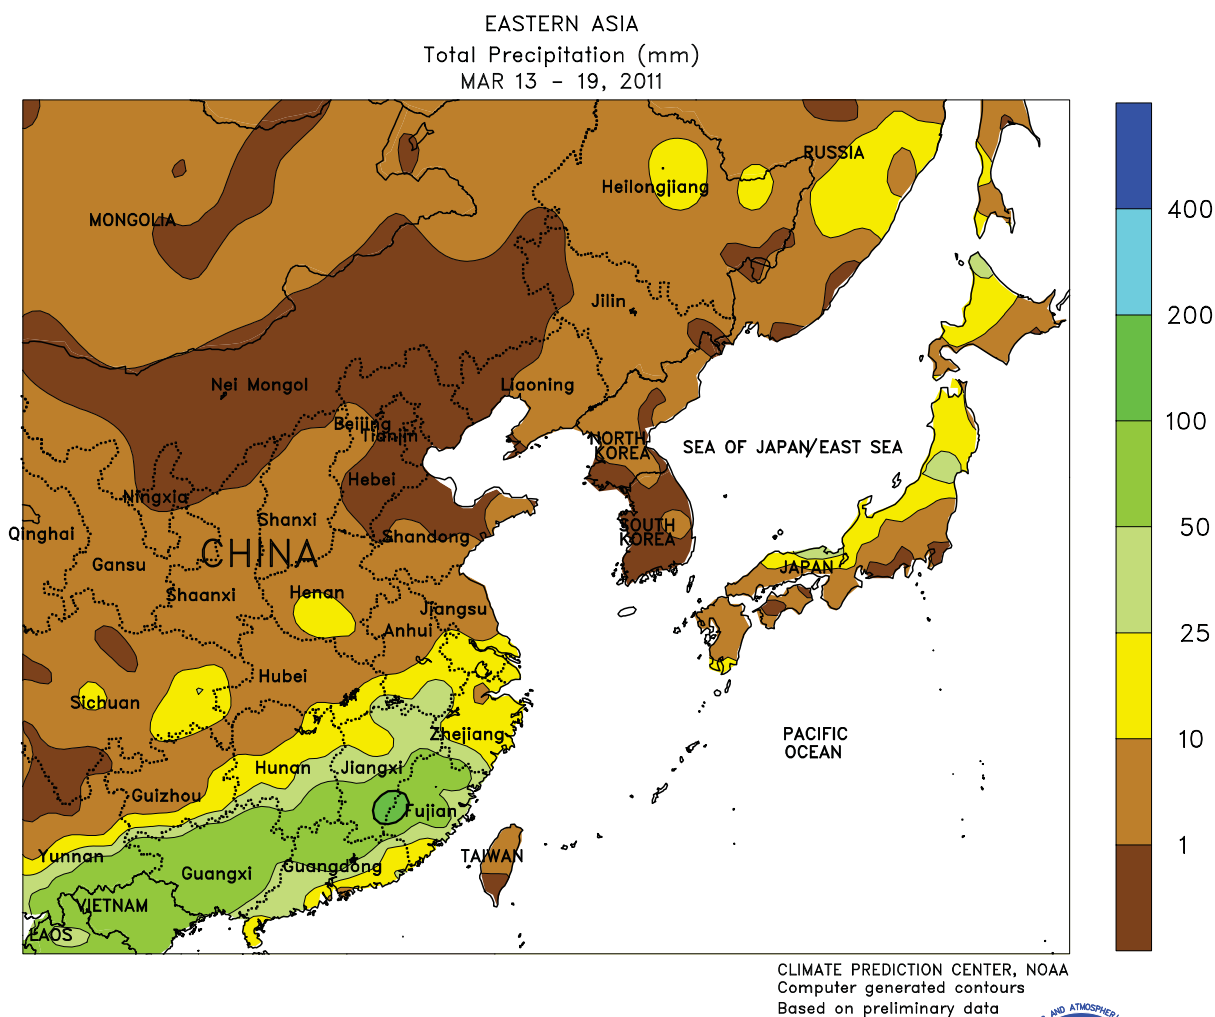 EASTERN ASIA
Total Precipitation (mm)
MAR 13 - 19, 2011
RUSSIA
Heilongjiang
MONGOLIA
400
Jilin
200
Nei Mongol
Liaoning
100
Beijing
Tianjin
NORTH
KOREA
SEA OF JAPAN/EAST SEA
Hebei
Ningxia
Shanxi
50
Qinghai
SOUTH
KOREA
Shandong
CHINA
Gansu
JAPAN
Shaanxi
Henan
Jiangsu
Anhui
25
Hubei
Sichuan
Zhejiang
PACIFIC
OCEAN
10
Hunan
Jiangxi
Guizhou
Fujian
1
Yunnan
TAIWAN
Guangxi
Guangdong
VIETNAM
LAOS
CLIMATE PREDICTION CENTER, NOAA
Computer generated contours
Based on preliminary data
AND ATMOSPHER